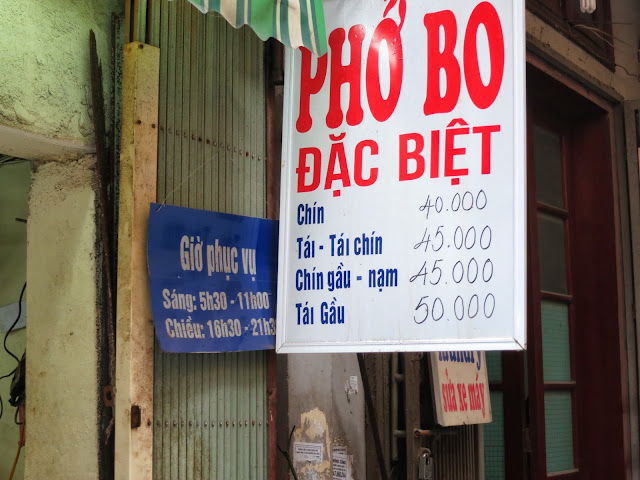 PHỞ BO
ĐẶC BIỆT
Chín 40.000
Tái - Tái chín 45.000
Chín gầu - nạm 45.000
Tái Gầu 50.000
Giờ phục vụ
Sáng: 5h30 - 11h00
Chiều: 16h30 - 21h3
laundry
sửa xe máy